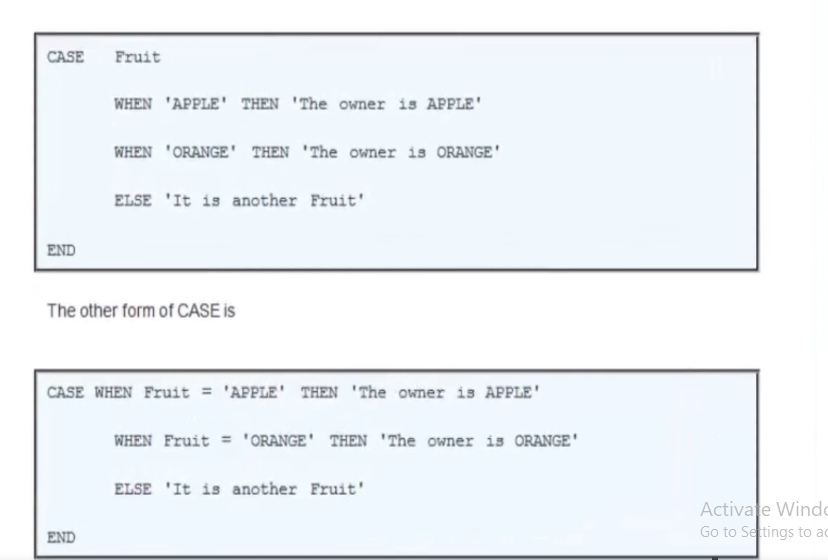 CASE Fruit
WHEN 'APPLE' THEN 'The owner is APPLE'
WHEN 'ORANGE' THEN 'The owner is ORANGE'
ELSE 'It is another Fruit'
END
The other form of CASE is
CASE WHEN Fruit = 'APPLE' THEN 'The owner is APPLE'
WHEN Fruit = 'ORANGE' THEN 'The owner is ORANGE'
ELSE 'It is another Fruit'
END
Activate Windo
Go to Settings to ac